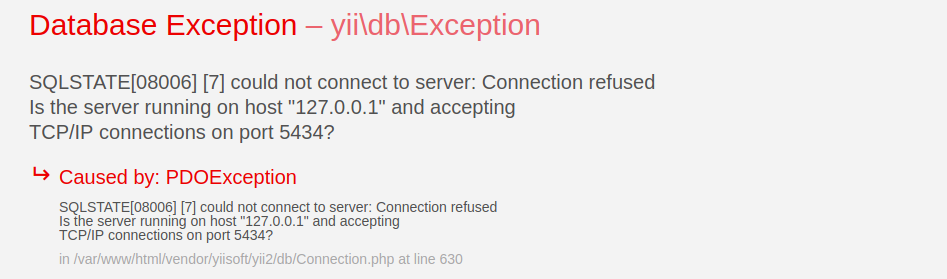 Database Exception – yii\db\Exception
SQLSTATE[08006] [7] could not connect to server: Connection refused
Is the server running on host "127.0.0.1" and accepting
TCP/IP connections on port 5434?
↳ Caused by: PDOException
SQLSTATE[08006] [7] could not connect to server: Connection refused
Is the server running on host "127.0.0.1" and accepting
TCP/IP connections on port 5434?
in /var/www/html/vendor/yiisoft/yii2/db/Connection.php at line 630